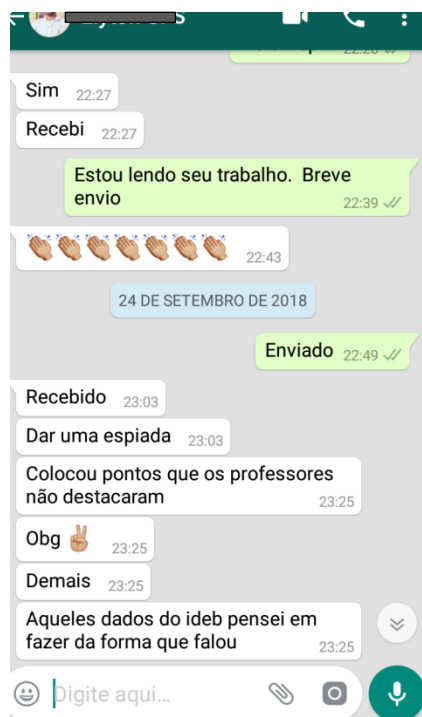 Sim 22:27
Recebi 22:27
Estou lendo seu trabalho. Breve
envio 22:39
22:43
24 DE SETEMBRO DE 2018
Enviado 22:49
Recebido 23:03
Dar uma espiada 23:03
Colocou pontos que os professores
não destacaram 23:25
Obg 23:25
Demais 23:25
Aqueles dados do ideb pensei em
fazer da forma que falou 23:25
Digite aqui...